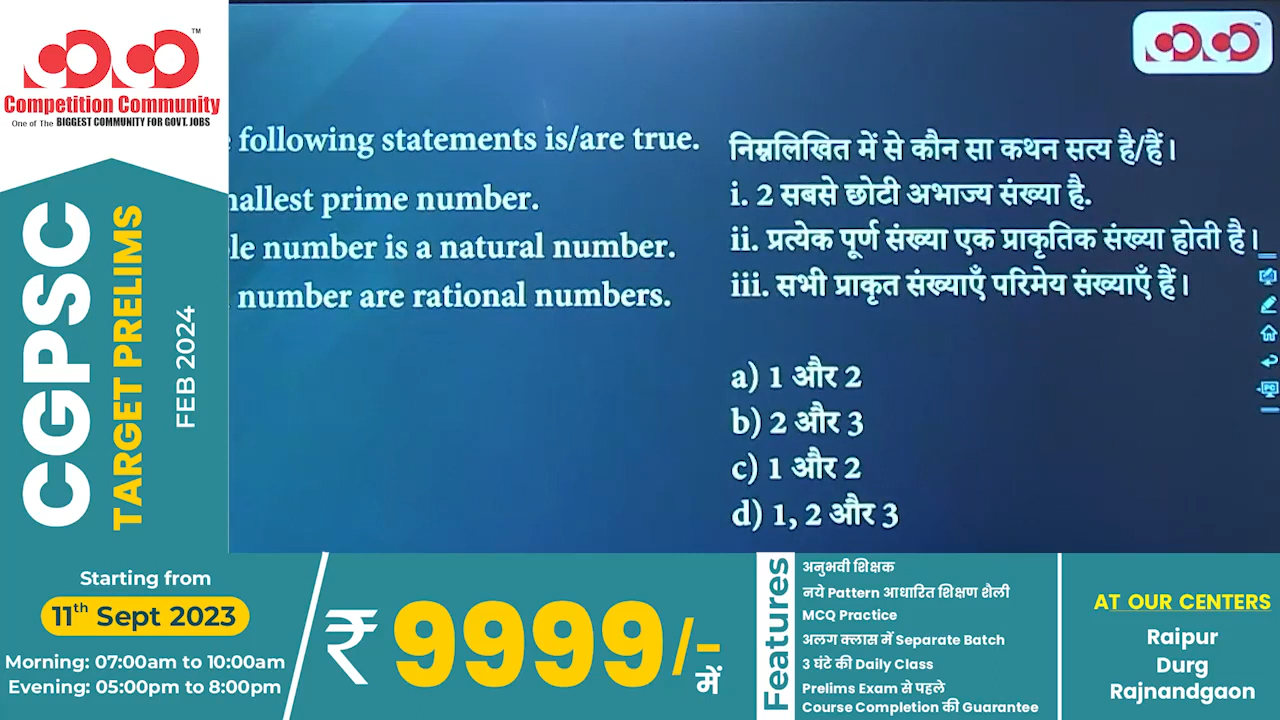 TM
Competition Community
One of The BIGGEST COMMUNITY FOR GOVT. JOBS
CGPSC
TARGET PRELIMS
FEB 2024
following statements is/are true.
prime number.
number is a natural number.
number are rational numbers.
निम्नलिखित में से कौन सा कथन सत्य है/हैं।
i. 2 सबसे छोटी अभाज्य संख्या है.
ii. प्रत्येक पूर्ण संख्या एक प्राकृतिक संख्या होती है।
iii. सभी प्राकृत संख्याएँ परिमेय संख्याएँ हैं।
a) 1 और 2
b) 2 और 3
c) 1 और 2
d) 1, 2 और 3
Starting from
11th Sept 2023
Morning: 07:00am to 10:00am
Evening: 05:00pm to 8:00pm
₹ 9999/- में
Features
अनुभवी शिक्षक
नये Pattern आधारित शिक्षण शैली
MCQ Practice
अलग क्लास में Separate Batch
3 घंटे की Daily Class
Prelims Exam से पहले
Course Completion की Guarantee
AT OUR CENTERS
Raipur
Durg
Rajnandgaon